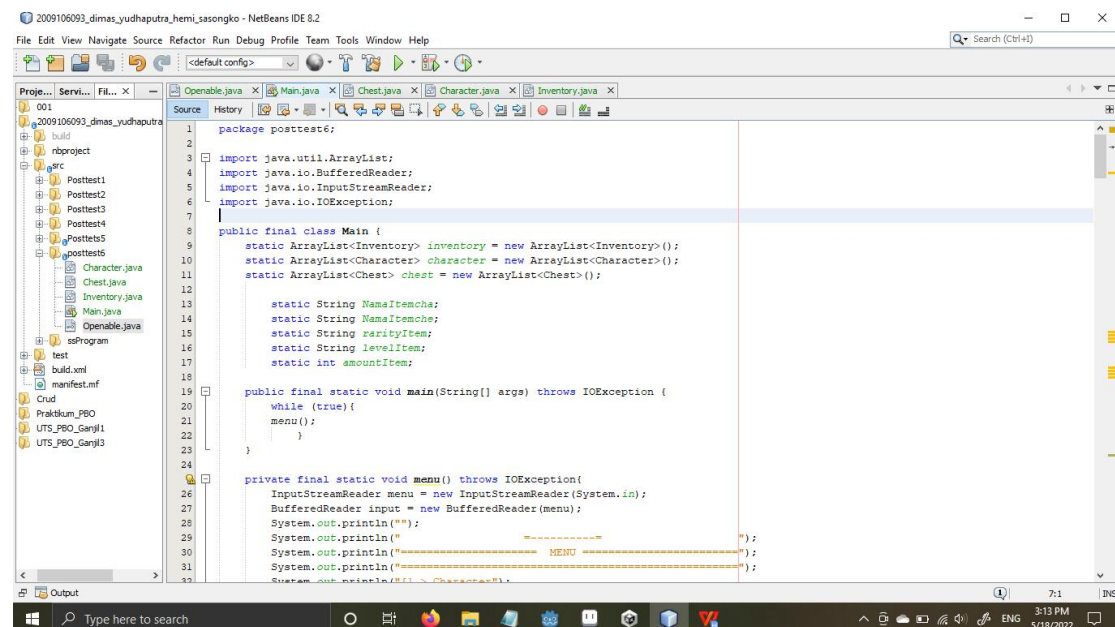 2009106093_dimas_yudhaputra_hemi_sasongko - NetBeans IDE 8.2
File Edit View Navigate Source Refactor Run Debug Profile Team Tools Window Help
Search (Ctrl+I)
<default config>
Proje... Servi... Fil...
Openable.java Main.java Chest.java Character.java Inventory.java
Source History
001
2009106093_dimas_yudhaputra
build
nbproject
src
Posttest1
Posttest2
Posttest3
Posttest4
Posttets5
posttest6
Character.java
Chest.java
Inventory.java
Main.java
Openable.java
ssProgram
test
build.xml
manifest.mf
Crud
Praktikum_PBO
UTS_PBO_Ganjil1
UTS_PBO_Ganjil3
1 package posttest6;
2
3 import java.util.ArrayList;
4 import java.io.BufferedReader;
5 import java.io.InputStreamReader;
6 import java.io.IOException;
7
8 public final class Main {
9 static ArrayList<Inventory> inventory = new ArrayList<Inventory>();
10 static ArrayList<Character> character = new ArrayList<Character>();
11 static ArrayList<Chest> chest = new ArrayList<Chest>();
12
13 static String NamaItemcha;
14 static String NamaItemche;
15 static String rarityItem;
16 static String levelItem;
17 static int amountItem;
18
19 public final static void main(String[] args) throws IOException {
20 while (true){
21 menu();
22 }
23 }
24
private final static void menu() throws IOException{
26 InputStreamReader menu = new InputStreamReader(System.in);
27 BufferedReader input = new BufferedReader(menu);
28 System.out.println("");
29 System.out.println(" =----------= ");
30 System.out.println("===================== MENU ========================");
31 System.out.println("====================================================");
32 System.out.println("[1 > Character");
Output
1
7:1
INS
Type here to search
ENG
3:13 PM
5/18/2022